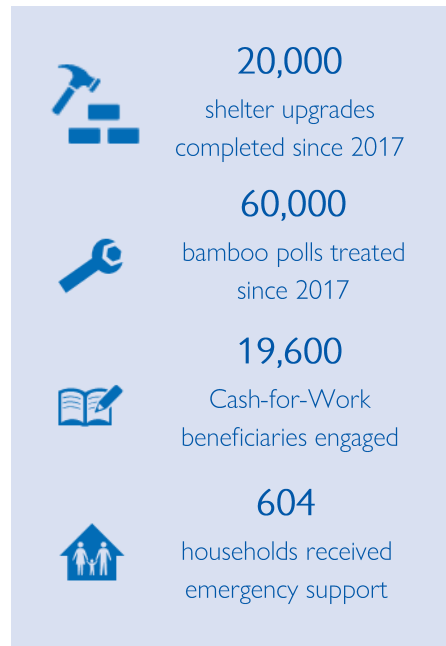 20,000
shelter upgrades
completed since 2017
60,000
bamboo polls treated
since 2017
19,600
Cash-for-Work
beneficiaries engaged
604
households received
emergency support